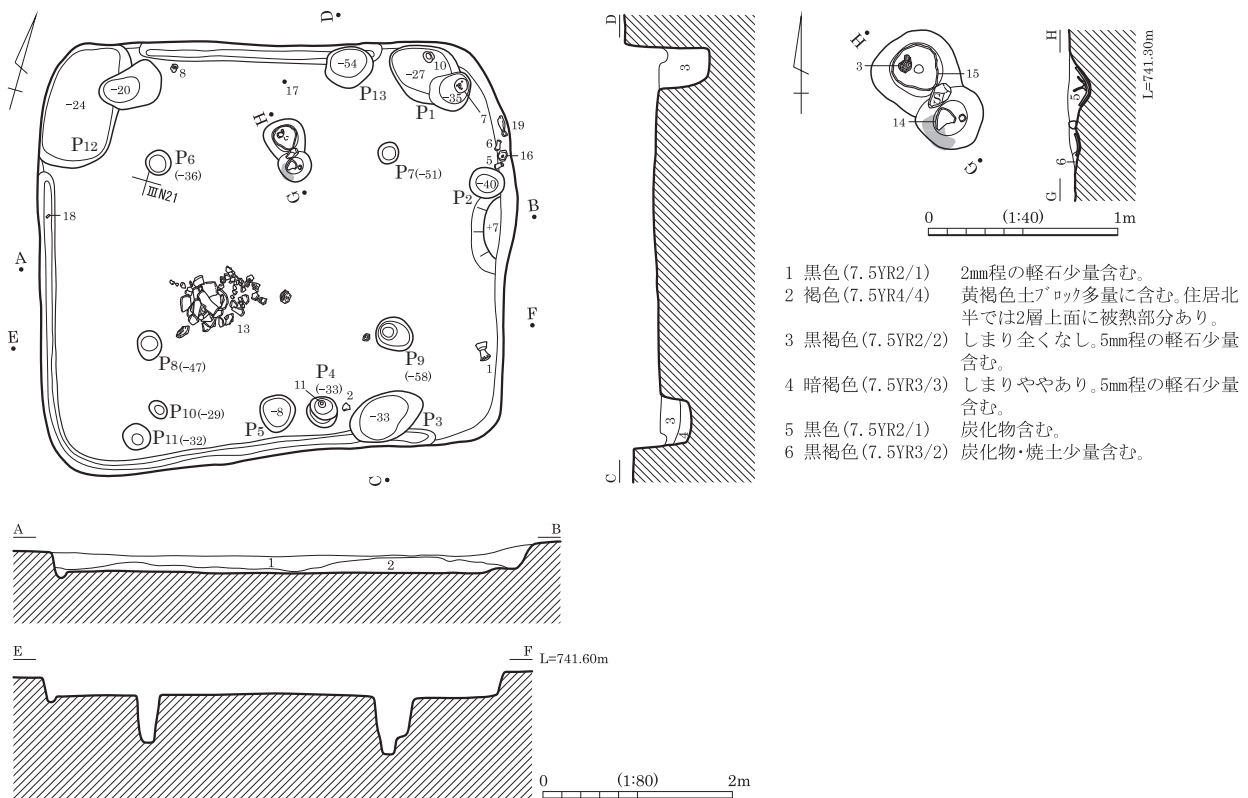 D
-54
P13
-27
10
-35
P1
7
8
17
-24
-20
P12
H
G
P6
(-36)
ⅢN21
P7(-51)
19
6
16
5
-40
P2
+7
B
18
A
E
F
13
P8(-47)
P9
(-58)
1
P4
(-33)
11
2
P10(-29)
P11(-32)
-8
P5
-33
P3
C
D
3
3
4
C
H
3
15
14
G
H
5
6
G
L=741.30m
0 (1:40) 1m
1 黒色(7.5YR2/1) 2㎜程の軽石少量含む。
2 褐色(7.5YR4/4) 黄褐色土ﾌﾞﾛｯｸ多量に含む。住居北
半では2層上面に被熱部分あり。
3 黒褐色(7.5YR2/2) しまり全くなし。5㎜程の軽石少量
含む。
4 暗褐色(7.5YR3/3) しまりややあり。5㎜程の軽石少量
含む。
5 黒色(7.5YR2/1) 炭化物含む。
6 黒褐色(7.5YR3/2) 炭化物・焼土少量含む。
A B
1 2
E F L=741.60m
0 (1:80) 2m